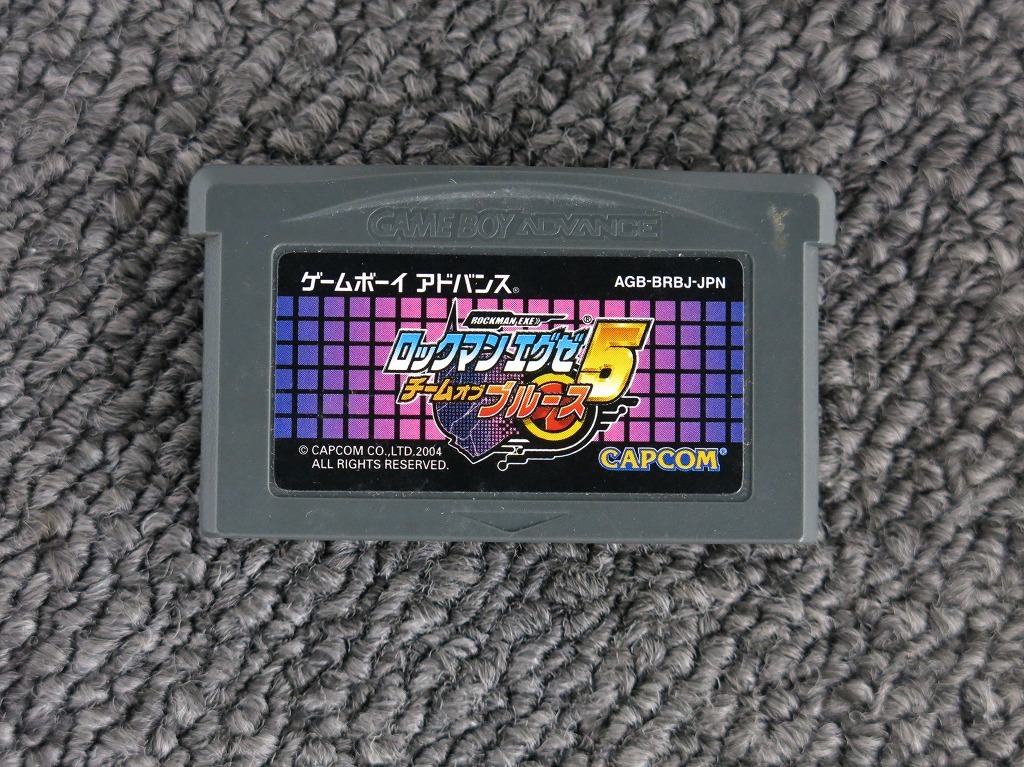 GAME BOY ADVANCE
ゲームボーイ アドバンス®
AGB-BRBJ-JPN
ROCKMAN.EXE
ロックマン エグゼ® 5
チーム オブ ブルース
© CAPCOM CO.,LTD.2004
ALL RIGHTS RESERVED.
CAPCOM®